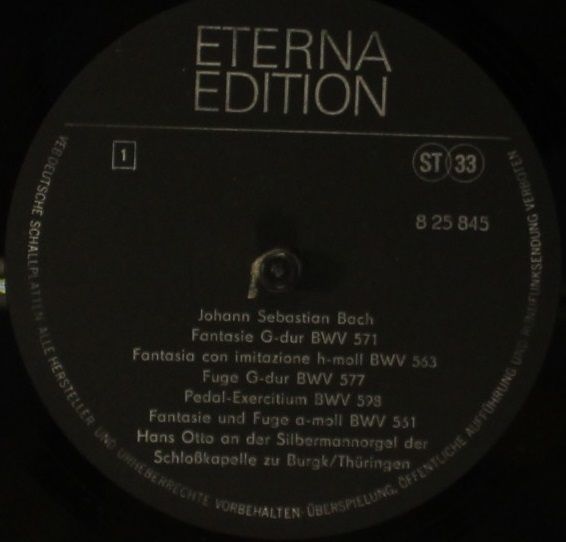 ETERNA
EDITION
1
ST 33
8 25 845
Johann Sebastian Bach
Fantasie G-dur BWV 571
Fantasia con imitazione h-moll BWV 563
Fuge G-dur BWV 577
Pedal-Exercitium BWV 598
Fantasie und Fuge a-moll BWV 561
Hans Otto an der Silbermannorgel der
Schloßkapelle zu Burgk/Thüringen
VEB DEUTSCHE SCHALLPLATTEN · ALLE HERSTELLER- UND URHEBERRECHTE VORBEHALTEN · ÜBERSPIELUNG, ÖFFENTLICHE AUFFÜHRUNG UND RUNDFUNKSENDUNG VERBOTEN